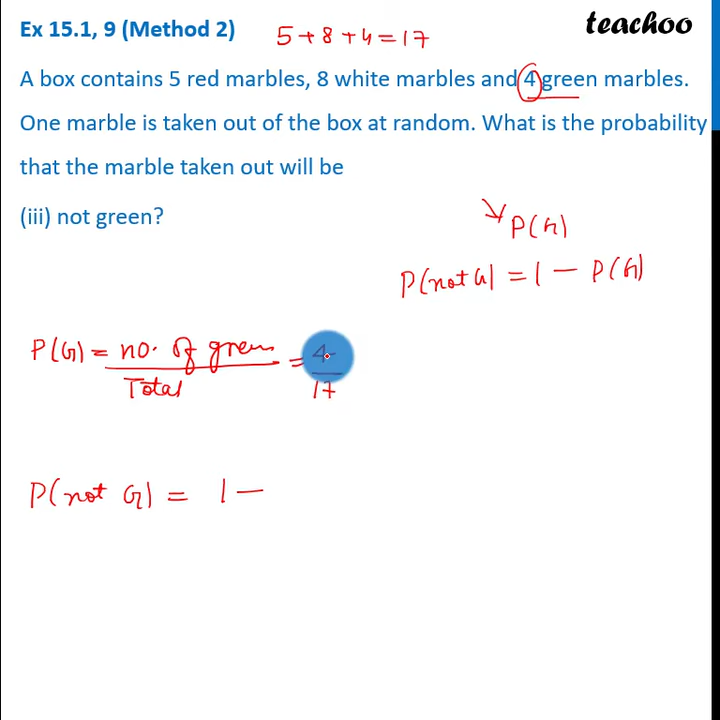 Ex 15.1, 9 (Method 2)
5 + 8 + 4 = 17
teachoo
A box contains 5 red marbles, 8 white marbles and 4 green marbles.
One marble is taken out of the box at random. What is the probability
that the marble taken out will be
(iii) not green?
P(G)
P(not G) = 1 - P(G)
P(G) = no. of green = 4
Total 17
P(not G) = 1 -